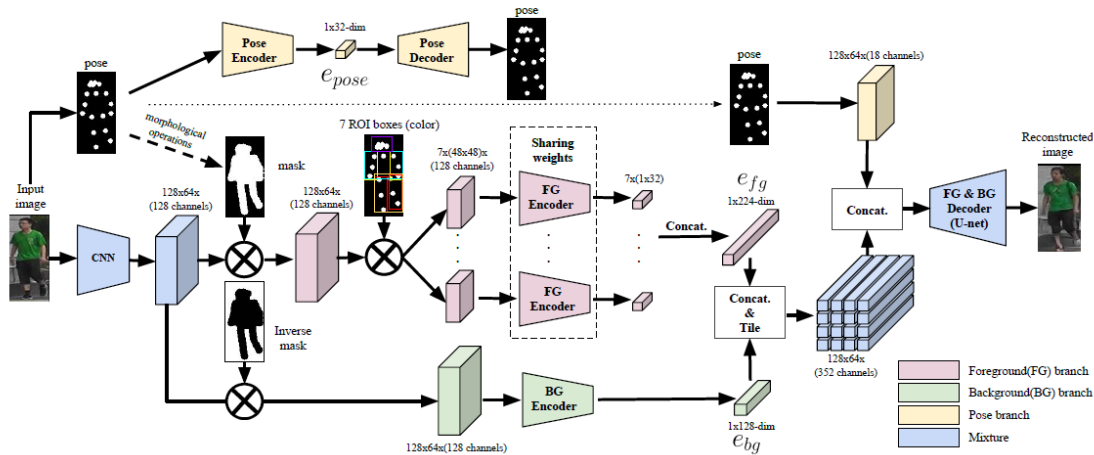 pose
1x32-dim
Pose
Encoder
Pose
Decoder
e_pose
pose
pose
128x64x(18 channels)
morphological
operations
7 ROI boxes (color)
mask
Input
image
128x64x
(128 channels)
128x64x
(128 channels)
7x(48x48)x
(128 channels)
Sharing
weights
FG
Encoder
7x(1x32)
Concat.
e_fg
1x224-dim
Concat.
FG & BG
Decoder
(U-net)
Reconstructed
image
CNN
FG
Encoder
Concat.
&
Tile
128x64x
(352 channels)
Inverse
mask
BG
Encoder
128x64x(128 channels)
1x128-dim
e_bg
Foreground(FG) branch
Background(BG) branch
Pose branch
Mixture